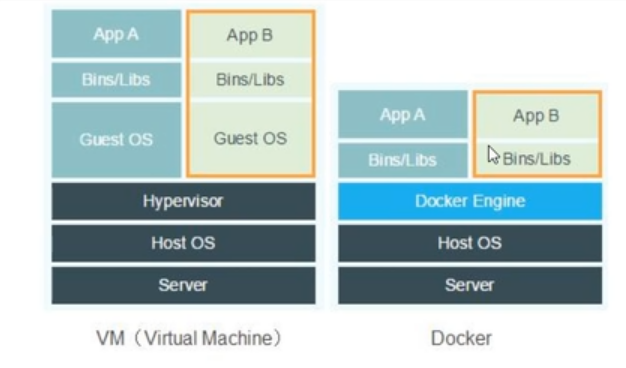 App A
App B
Bins/Libs
Bins/Libs
Guest OS
Guest OS
Hypervisor
Host OS
Server
VM（Virtual Machine）
App A
App B
Bins/Libs
Bins/Libs
Docker Engine
Host OS
Server
Docker